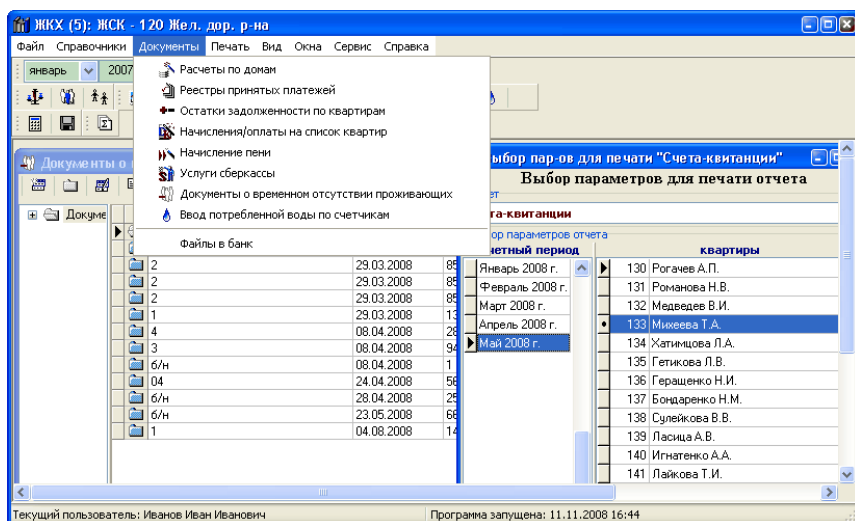 ЖКХ (5): ЖСК - 120 Жел. дор. р-на
Файл Справочники Документы Печать Вид Окна Сервис Справка
январь 2007
Расчеты по домам
Реестры принятых платежей
Остатки задолженности по квартирам
Начисления/оплаты на список квартир
Начисление пени
Услуги сберкассы
Документы о временном отсутствии проживающих
Ввод потребленной воды по счетчикам
Файлы в банк
Документы о
Докуме
2 29.03.2008 85
2 29.03.2008 85
2 29.03.2008 85
1 29.03.2008 13
4 08.04.2008 28
3 08.04.2008 94
б/н 08.04.2008 1
04 24.04.2008 56
б/н 28.04.2008 25
б/н 23.05.2008 66
1 04.08.2008 14
ыбор пар-ов для печати "Счета-квитанции"
Выбор параметров для печати отчета
ет
та-квитанции
ор параметров отчета
четный период квартиры
Январь 2008 г.
Февраль 2008 г.
Март 2008 г.
Апрель 2008 г.
Май 2008 г.
130 Рогачев А.П.
131 Романова Н.В.
132 Медведев В.И.
133 Михеева Т.А.
134 Хатимцова Л.А.
135 Гетикова Л.В.
136 Геращенко Н.И.
137 Бондаренко Н.М.
138 Сулейкова В.В.
139 Ласица А.В.
140 Игнатенко А.А.
141 Лайкова Т.И.
Текущий пользователь: Иванов Иван Иванович Программа запущена: 11.11.2008 16:44